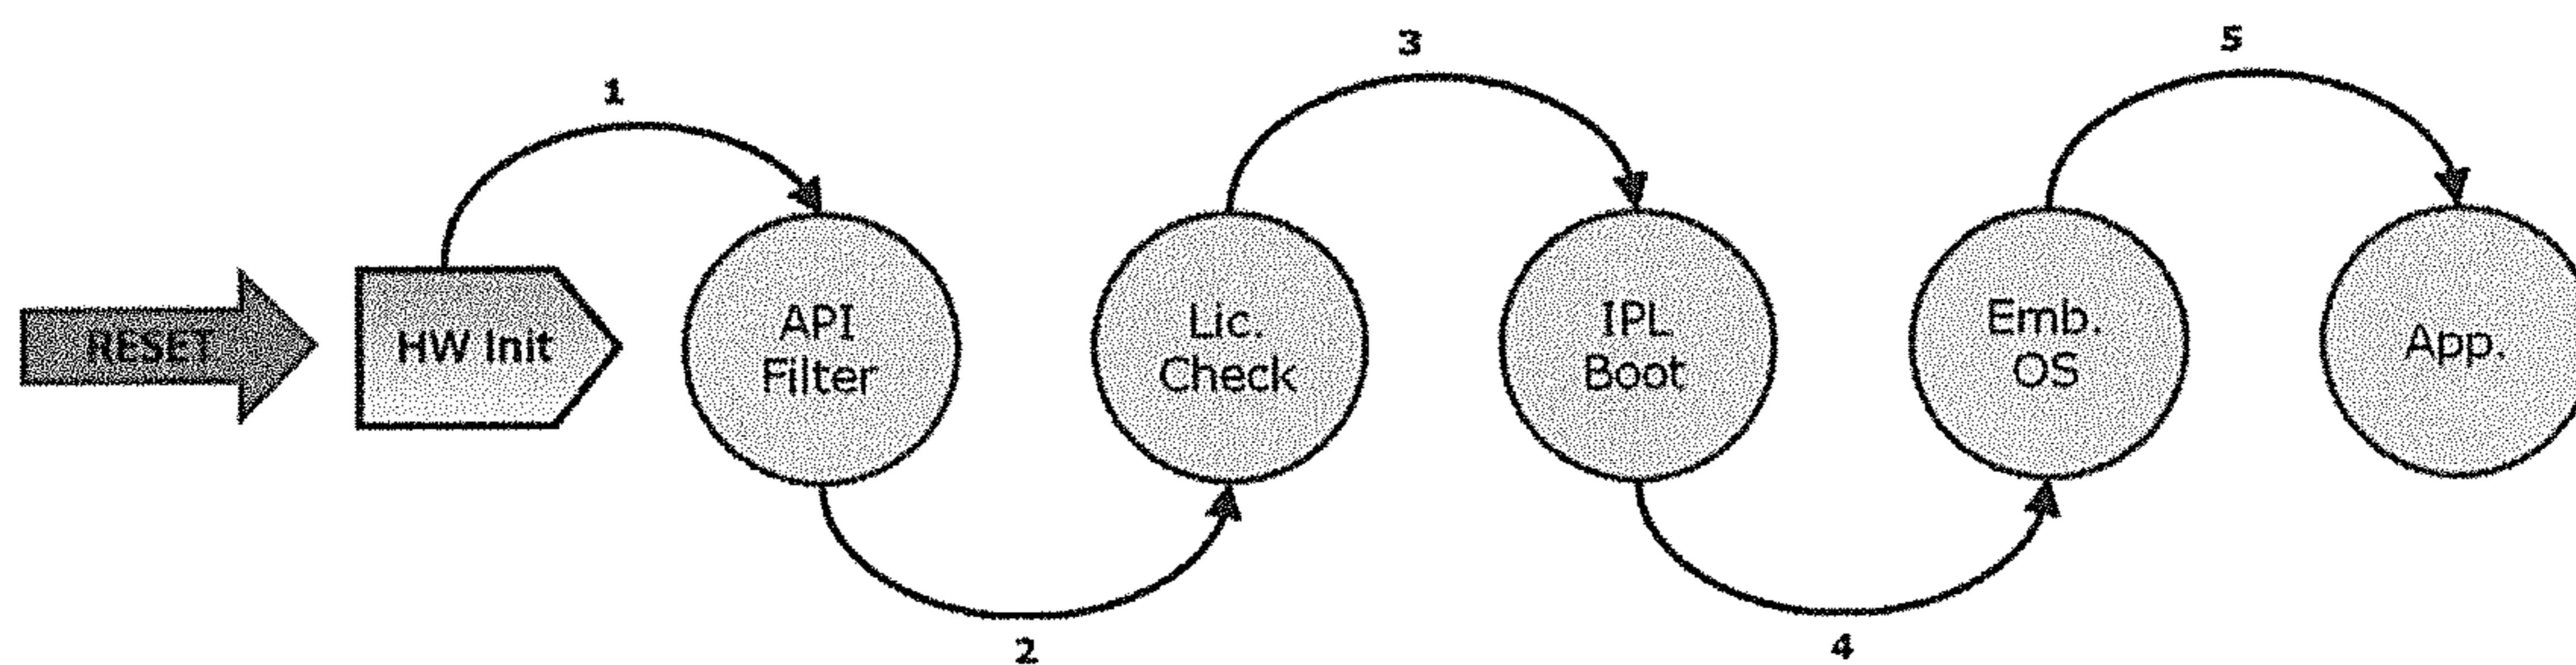 3
5
1
RESET
HW Init
API
Filter
Lic.
Check
IPL
Boot
Emb.
OS
App.
2
4